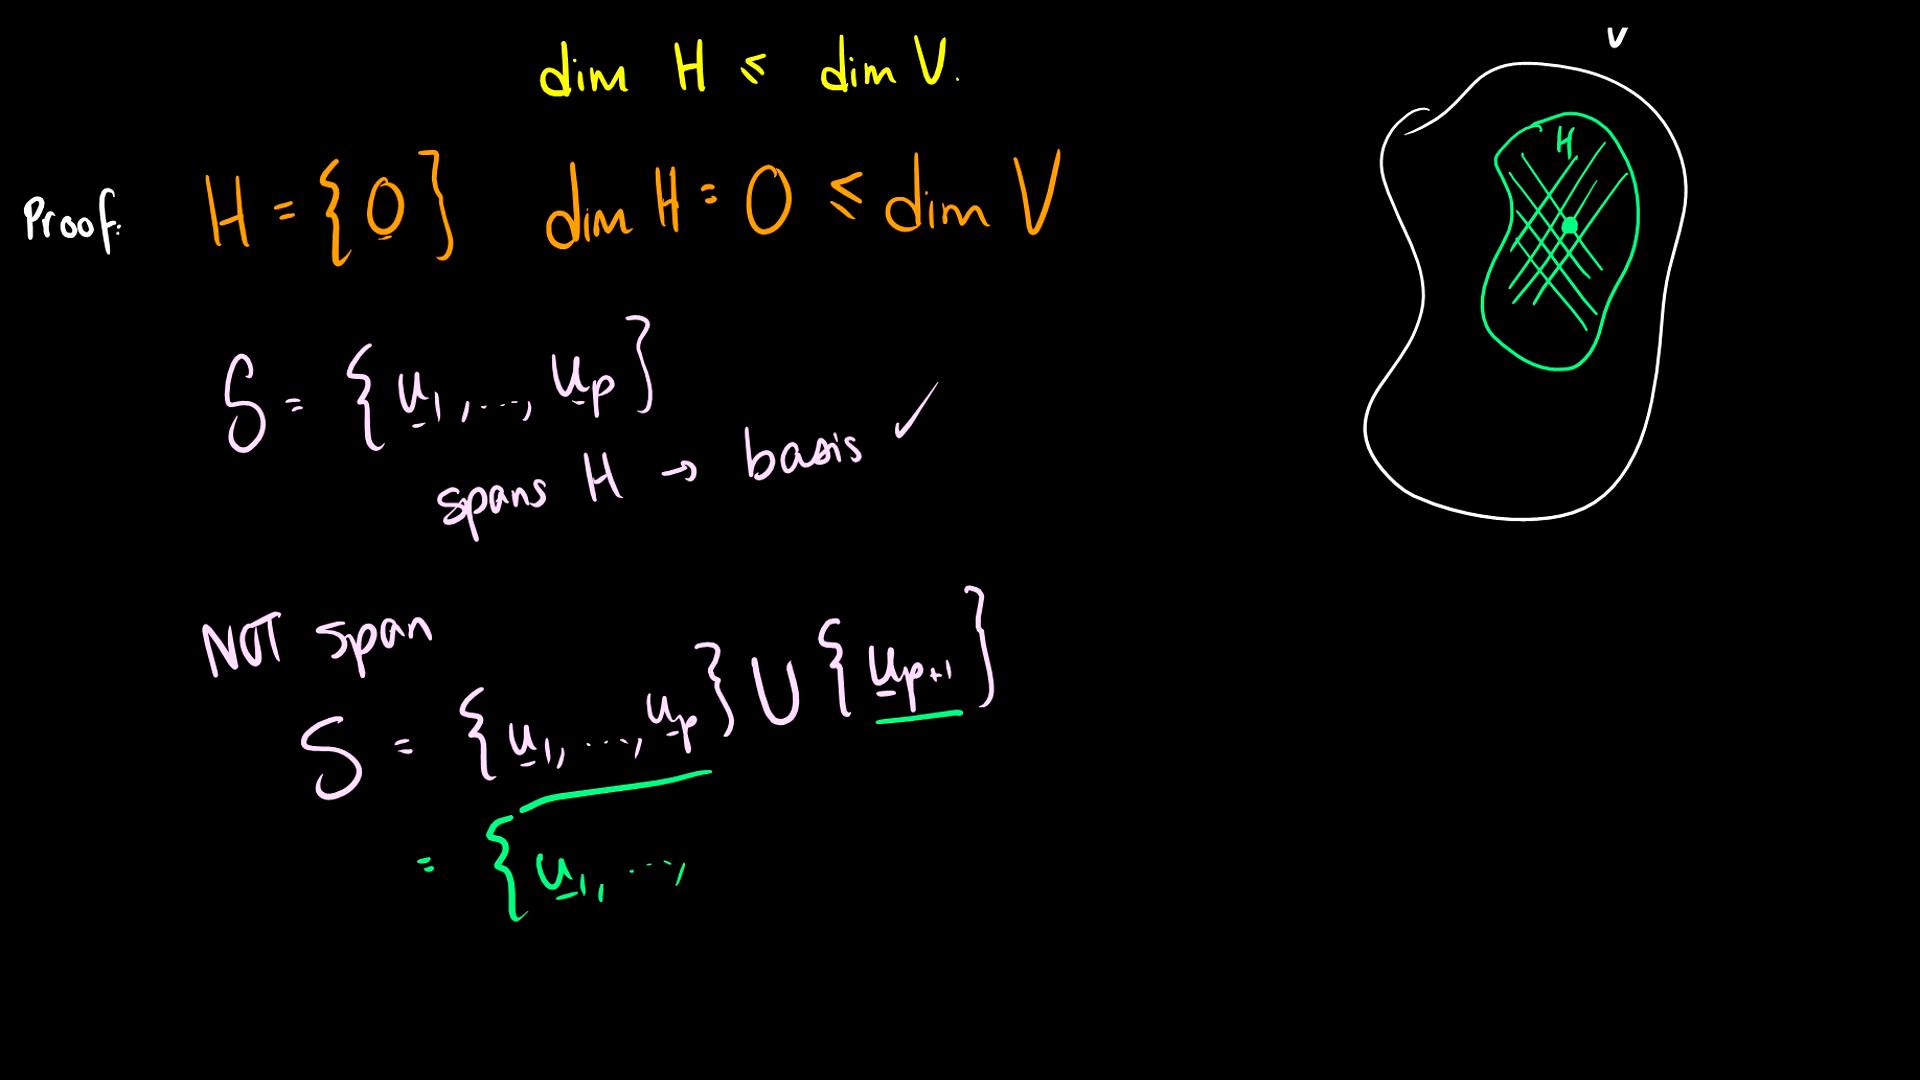 dim H ≤ dim V.
V
H
Proof: H = {0} dim H = 0 ≤ dim V
S = {u₁, ..., uₚ}
spans H → basis ✓
NOT span
S = {u₁, ..., uₚ} ∪ {uₚ₊₁}
= {u₁, ...,